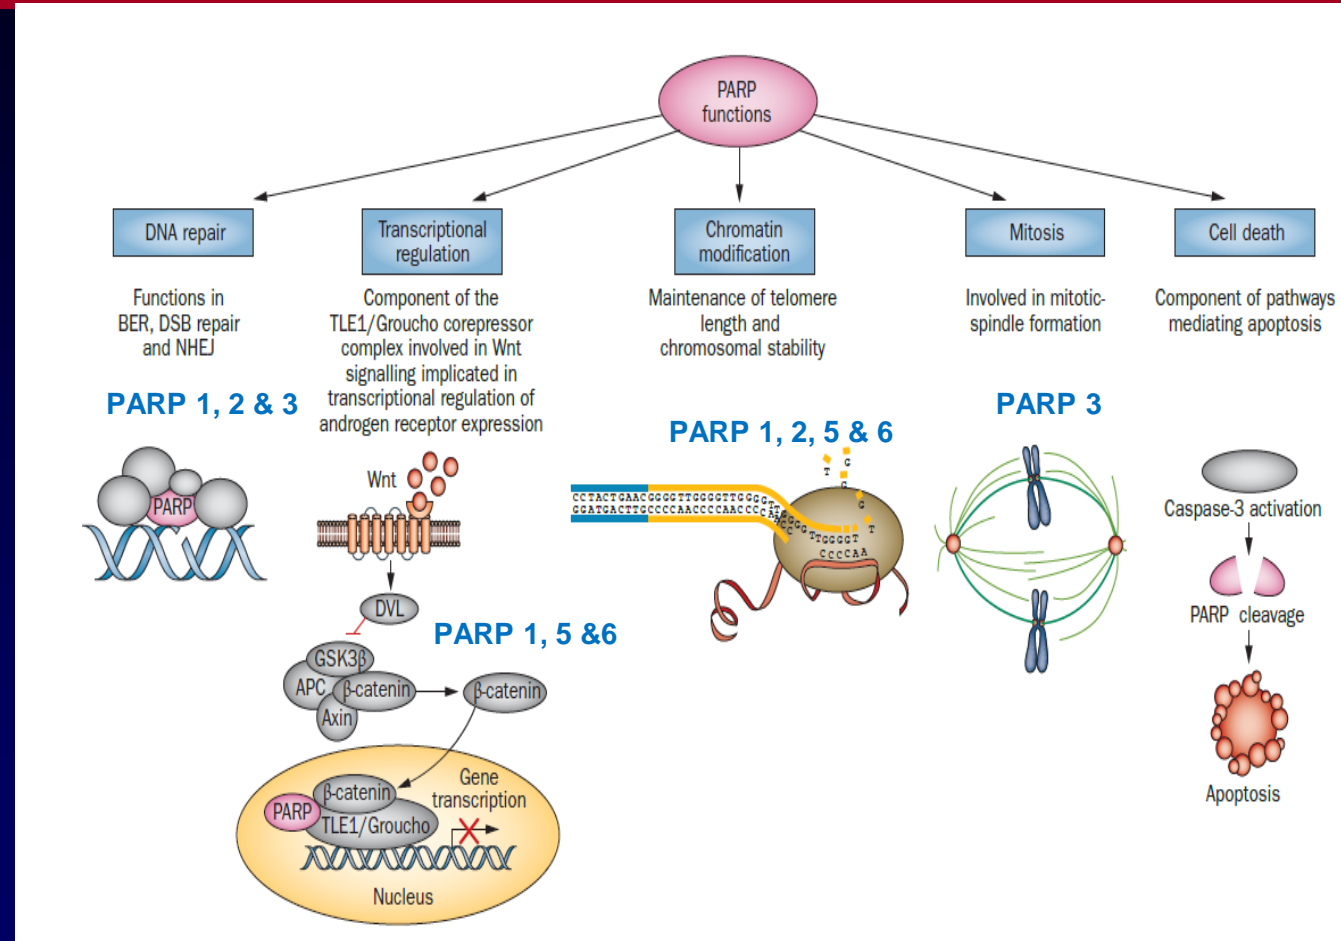 PARP
functions
DNA repair
Functions in
BER, DSB repair
and NHEJ
PARP 1, 2 & 3
PARP
Transcriptional
regulation
Component of the
TLE1/Groucho corepressor
complex involved in Wnt
signalling implicated in
transcriptional regulation of
androgen receptor expression
Wnt
DVL
PARP 1, 5 &6
GSK3β
APC
β-catenin
Axin
β-catenin
β-catenin
PARP
TLE1/Groucho
Gene
transcription
Nucleus
Chromatin
modification
Maintenance of telomere
length and
chromosomal stability
PARP 1, 2, 5 & 6
T
G
G
G
T
CCTACTGAACGGGGTTGGGGTTGGGG
GGATGACTTGCCCCAACCCCAACCCC
GGGGT
CCCCAA
Mitosis
Involved in mitotic-
spindle formation
PARP 3
Cell death
Component of pathways
mediating apoptosis
Caspase-3 activation
PARP cleavage
Apoptosis